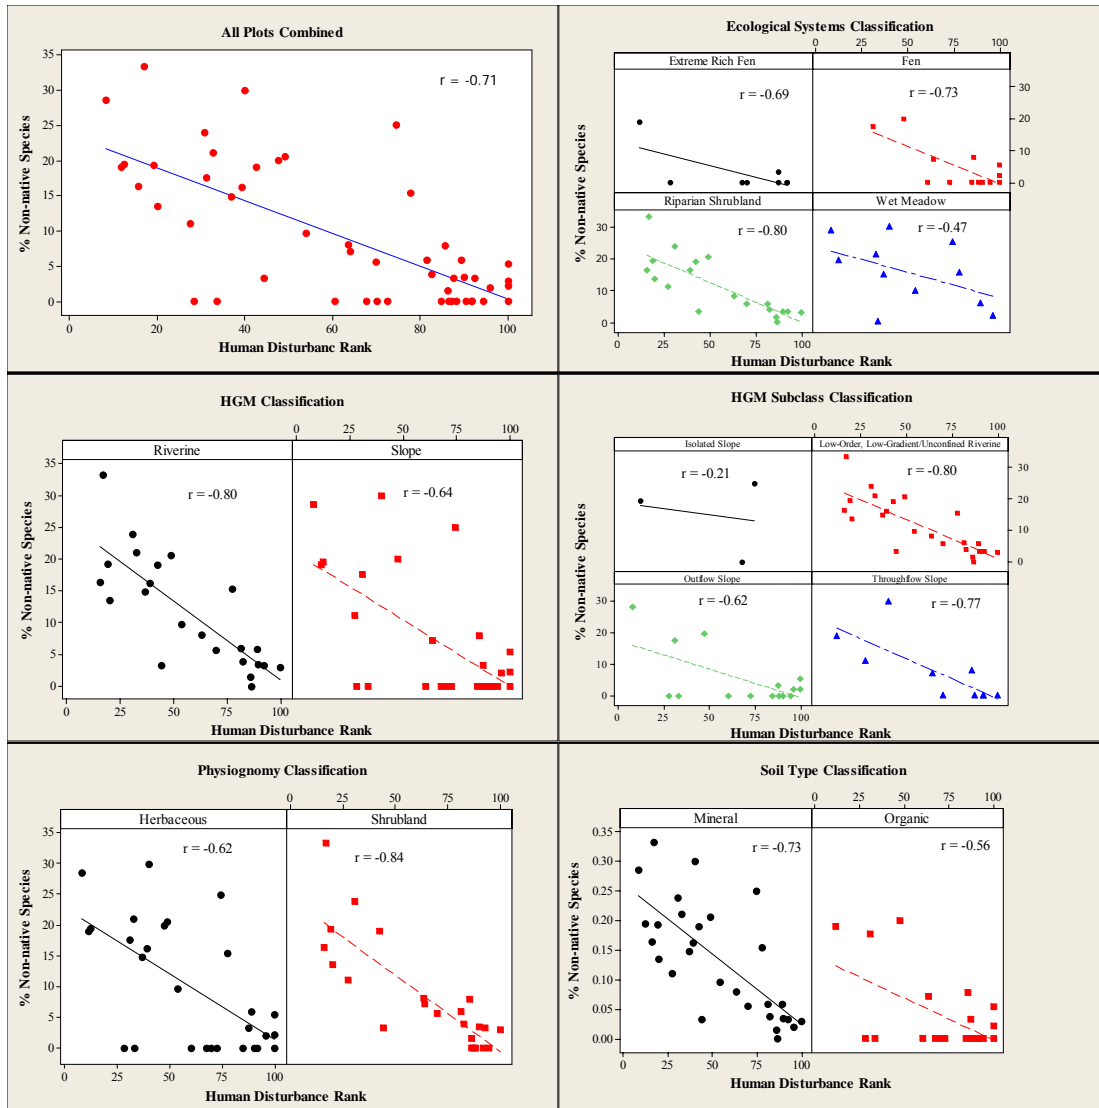 All Plots Combined
r = -0.71
35
30
25
20
15
10
5
0
% Non-native Species
0 20 40 60 80 100
Human Disturbanc Rank
Ecological Systems Classification
0 25 50 75 100
Extreme Rich Fen Fen
r = -0.69 r = -0.73
30
20
10
0
Riparian Shrubland Wet Meadow
r = -0.80 r = -0.47
30
20
10
0
% Non-native Species
0 25 50 75 100
Human Disturbance Rank
HGM Classification
0 25 50 75 100
Riverine Slope
r = -0.80 r = -0.64
35
30
25
20
15
10
5
0
% Non-native Species
0 25 50 75 100
Human Disturbance Rank
HGM Subclass Classification
0 25 50 75 100
Isolated Slope Low-Order, Low-Gradient/Unconfined Riverine
r = -0.21 r = -0.80
30
20
10
0
Outflow Slope Throughflow Slope
r = -0.62 r = -0.77
30
20
10
0
% Non-native Species
0 25 50 75 100
Human Disturbance Rank
Physiognomy Classification
0 25 50 75 100
Herbaceous Shrubland
r = -0.62 r = -0.84
35
30
25
20
15
10
5
0
% Non-native Species
0 25 50 75 100
Human Disturbance Rank
Soil Type Classification
0 25 50 75 100
Mineral Organic
r = -0.73 r = -0.56
0.35
0.30
0.25
0.20
0.15
0.10
0.05
0.00
% Non-native Species
0 25 50 75 100
Human Disturbance Rank